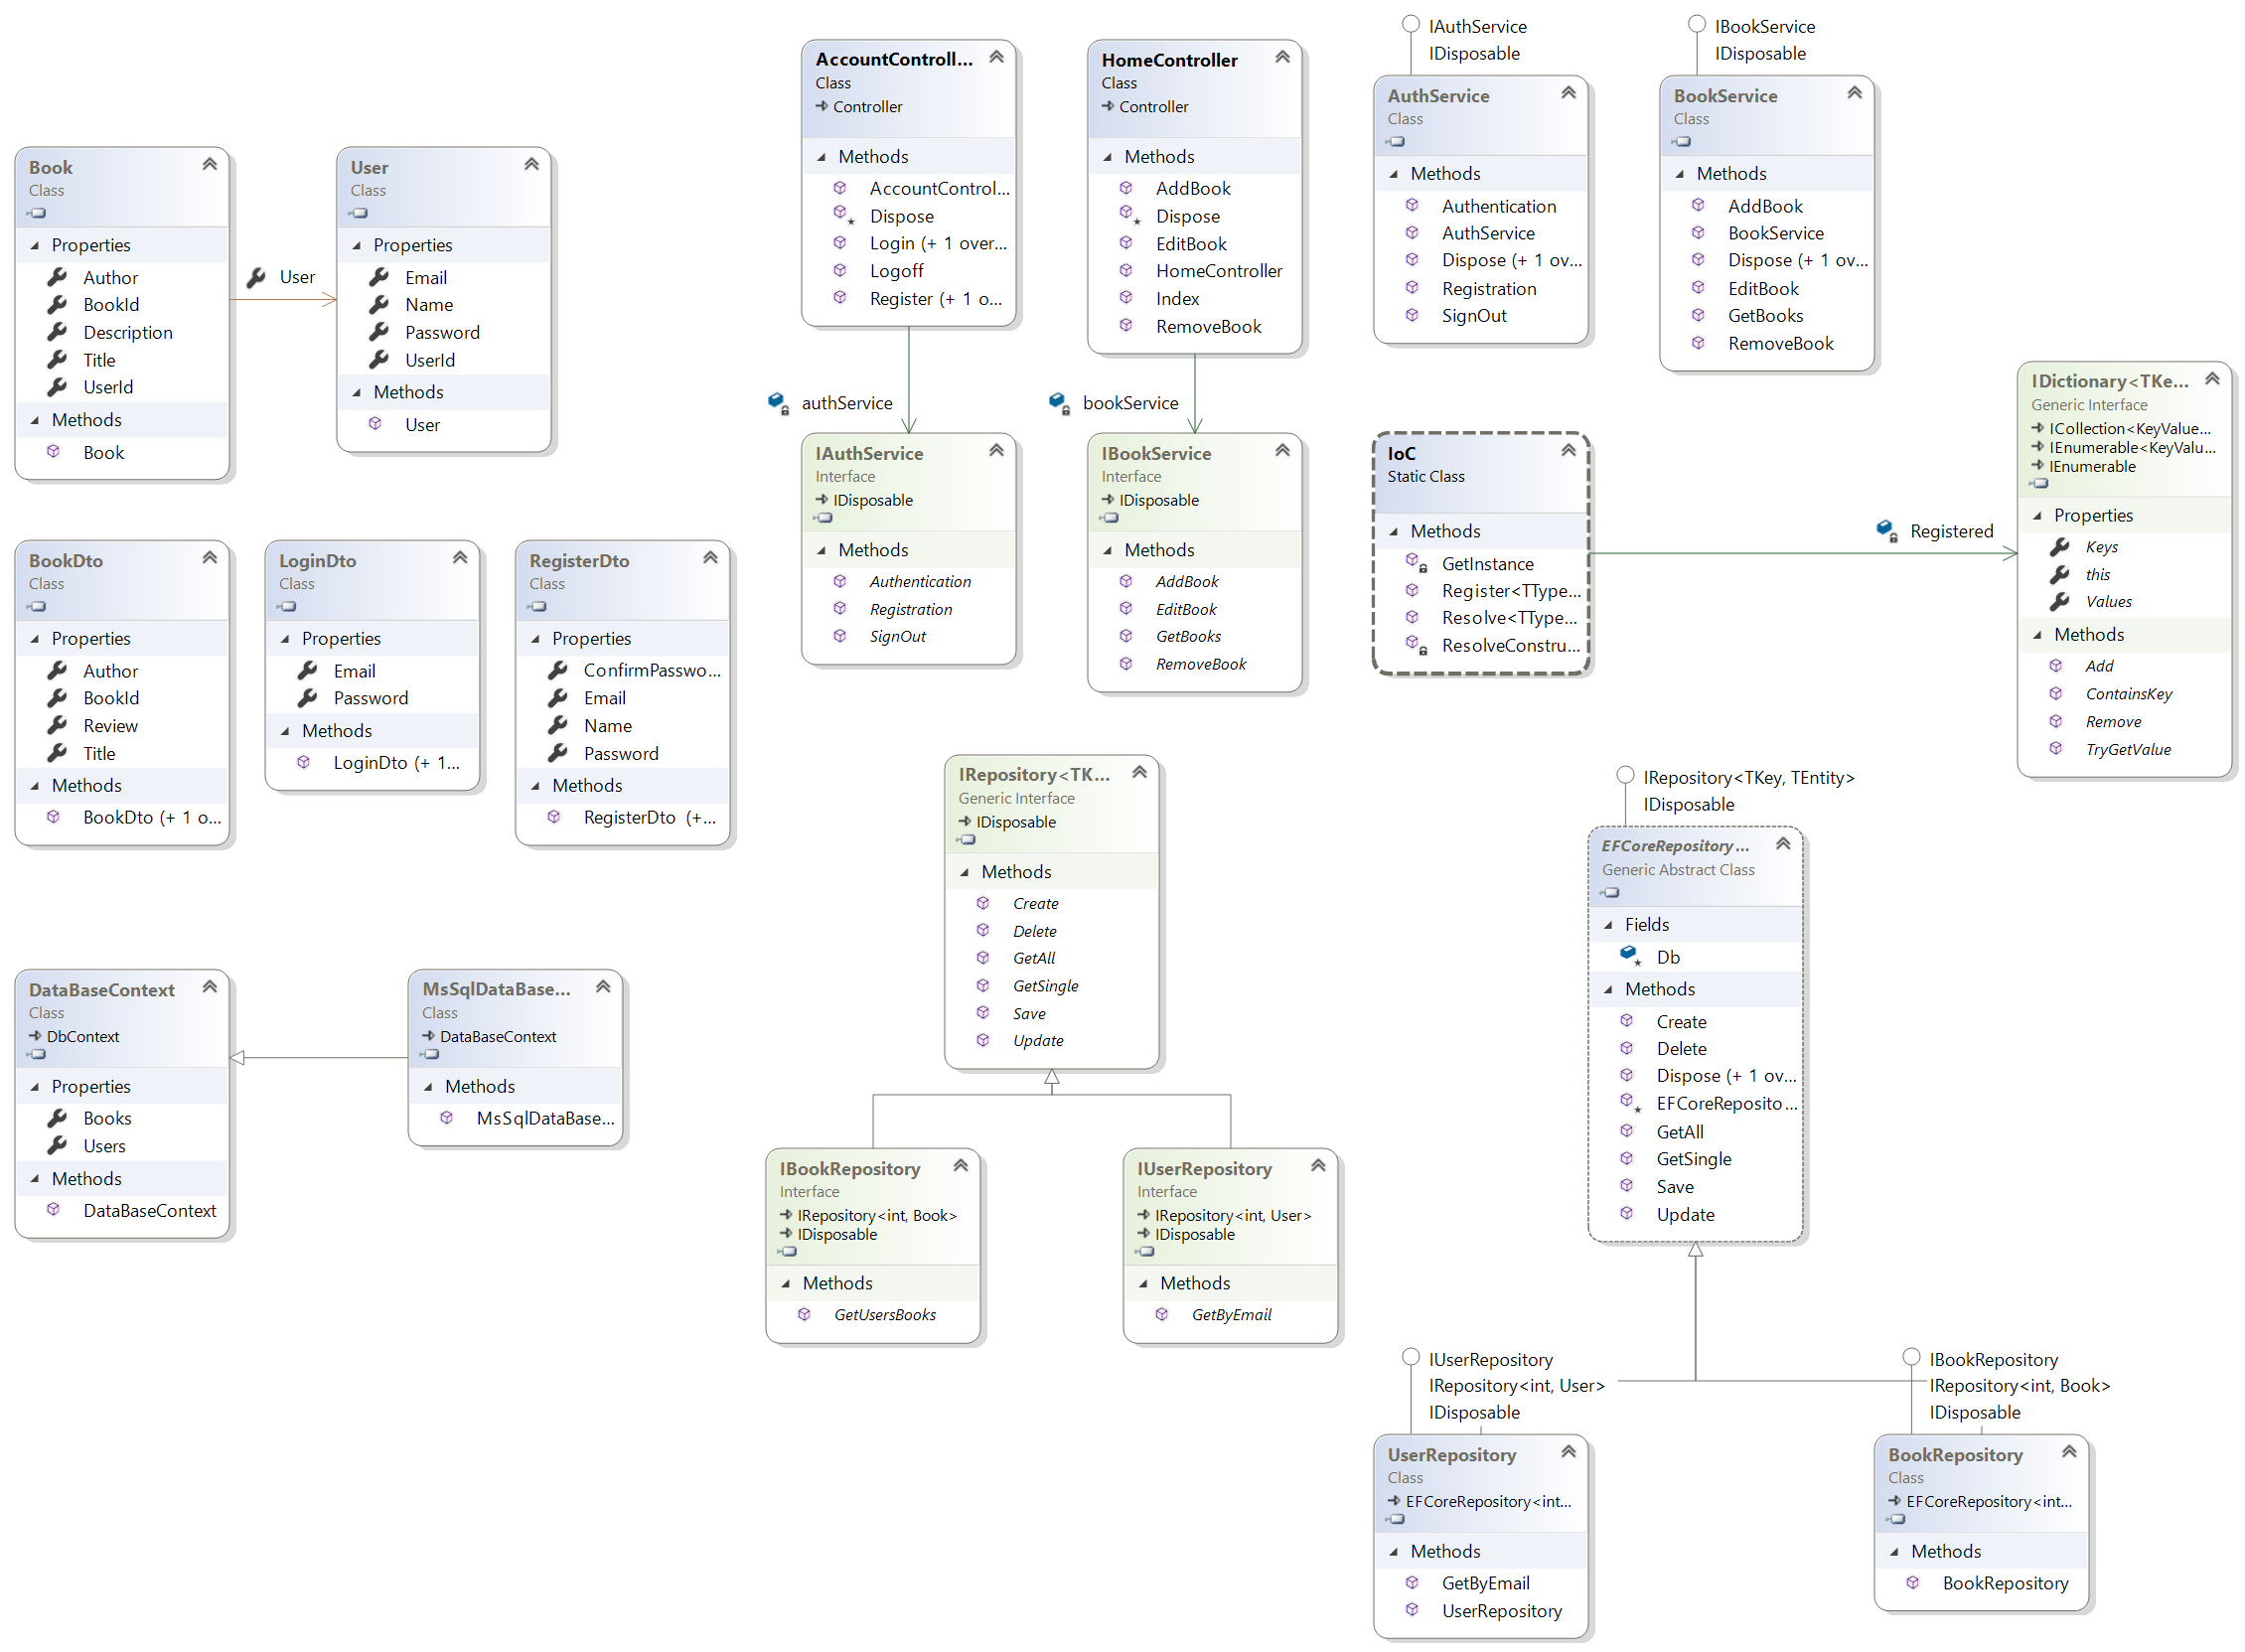 Book
Class
Properties
Author
BookId
Description
Title
UserId
Methods
Book
User
User
Class
Properties
Email
Name
Password
UserId
Methods
User
AccountControll...
Class
Controller
Methods
AccountControl...
Dispose
Login (+ 1 over...
Logoff
Register (+ 1 o...
authService
HomeController
Class
Controller
Methods
AddBook
Dispose
EditBook
HomeController
Index
RemoveBook
bookService
IAuthService
IDisposable
AuthService
Class
Methods
Authentication
AuthService
Dispose (+ 1 ov...
Registration
SignOut
IBookService
IDisposable
BookService
Class
Methods
AddBook
BookService
Dispose (+ 1 ov...
EditBook
GetBooks
RemoveBook
IAuthService
Interface
IDisposable
Methods
Authentication
Registration
SignOut
IBookService
Interface
IDisposable
Methods
AddBook
EditBook
GetBooks
RemoveBook
IoC
Static Class
Methods
GetInstance
Register<TType...
Resolve<TType...
ResolveConstru...
Registered
IDictionary<TKe...
Generic Interface
ICollection<KeyValue...
IEnumerable<KeyValu...
IEnumerable
Properties
Keys
this
Values
Methods
Add
ContainsKey
Remove
TryGetValue
BookDto
Class
Properties
Author
BookId
Review
Title
Methods
BookDto (+ 1 o...
LoginDto
Class
Properties
Email
Password
Methods
LoginDto (+ 1...
RegisterDto
Class
Properties
ConfirmPasswo...
Email
Name
Password
Methods
RegisterDto (+...
IRepository<TK...
Generic Interface
IDisposable
Methods
Create
Delete
GetAll
GetSingle
Save
Update
IRepository<TKey, TEntity>
IDisposable
EFCoreRepository...
Generic Abstract Class
Fields
Db
Methods
Create
Delete
Dispose (+ 1 ov...
EFCoreReposito...
GetAll
GetSingle
Save
Update
DataBaseContext
Class
DbContext
Properties
Books
Users
Methods
DataBaseContext
MsSqlDataBase...
Class
DataBaseContext
Methods
MsSqlDataBase...
IBookRepository
Interface
IRepository<int, Book>
IDisposable
Methods
GetUsersBooks
IUserRepository
Interface
IRepository<int, User>
IDisposable
Methods
GetByEmail
IUserRepository
IRepository<int, User>
IDisposable
UserRepository
Class
EFCoreRepository<int...
Methods
GetByEmail
UserRepository
IBookRepository
IRepository<int, Book>
IDisposable
BookRepository
Class
EFCoreRepository<int...
Methods
BookRepository